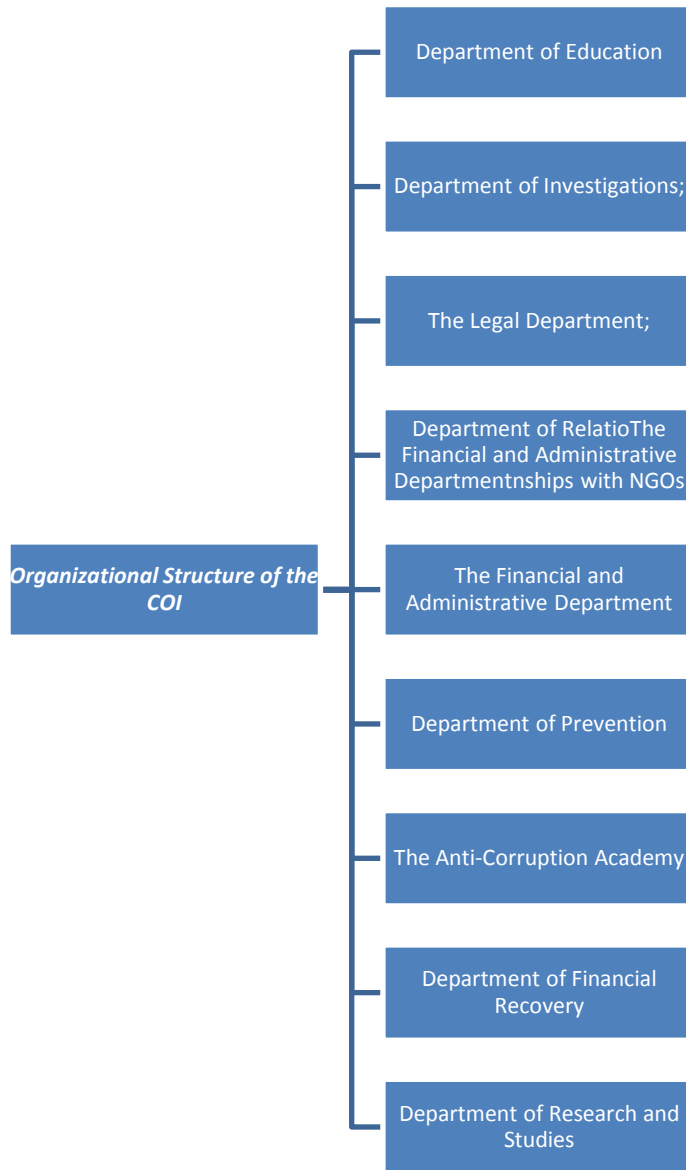 Department of Education
Department of Investigations;
The Legal Department;
Department of RelatioThe
Financial and Administrative
Departmentnships with NGOs
Organizational Structure of the
COI
The Financial and
Administrative Department
Department of Prevention
The Anti-Corruption Academy
Department of Financial
Recovery
Department of Research and
Studies